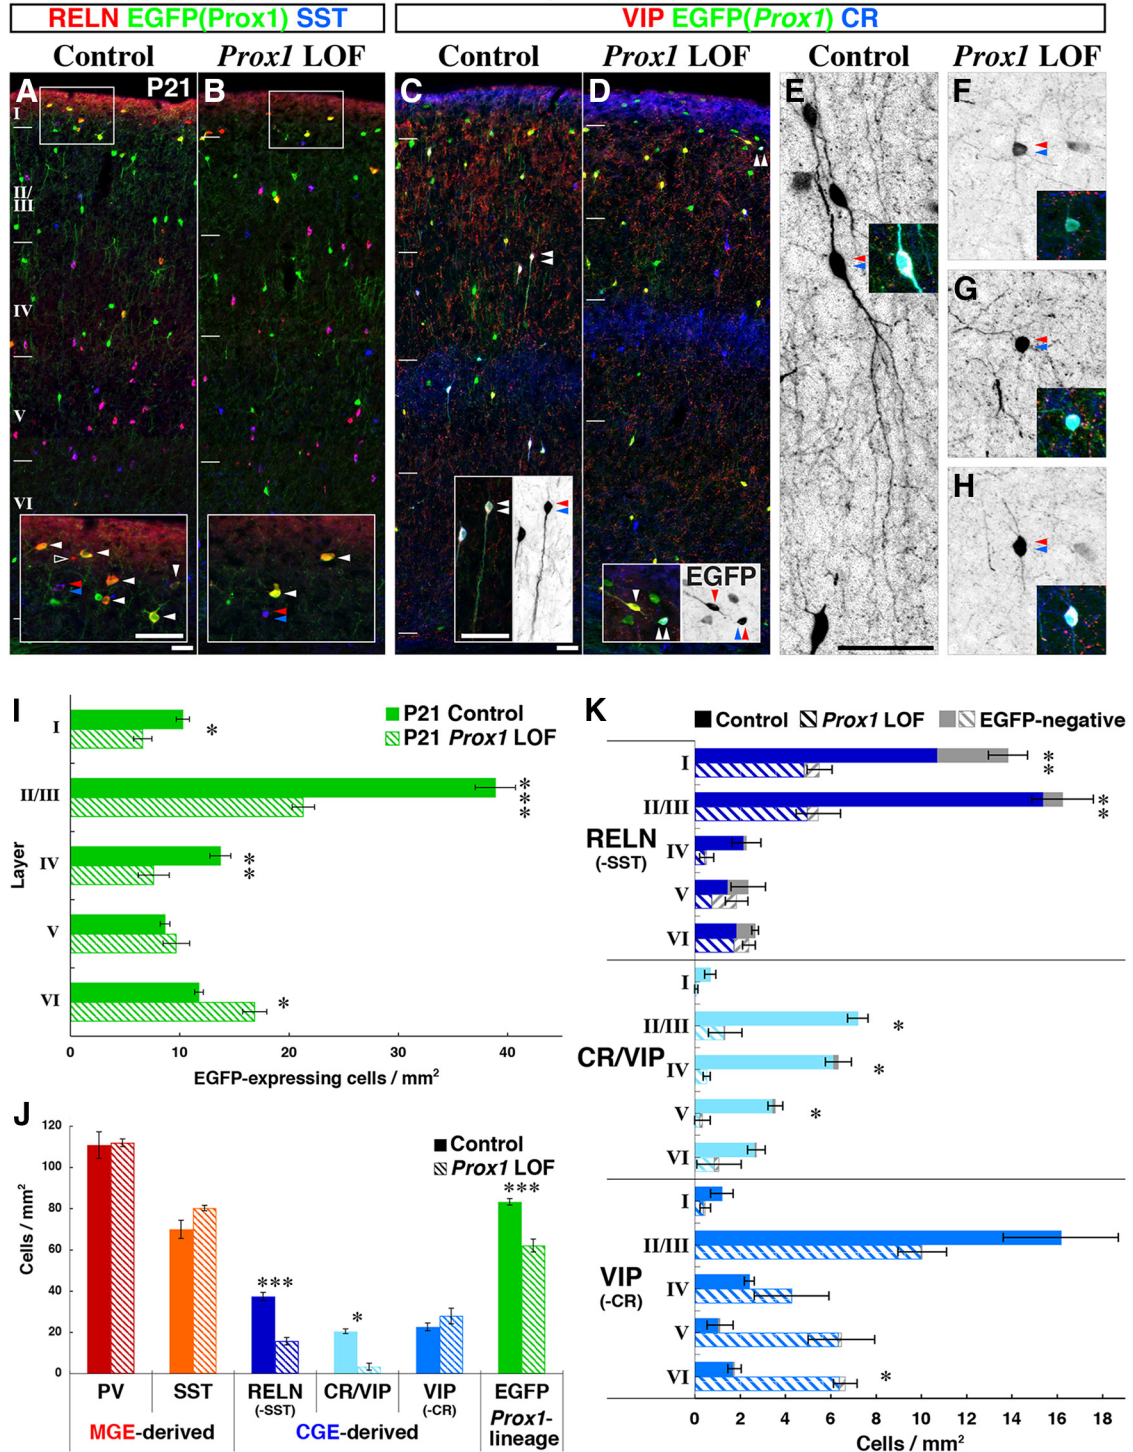 RELN EGFP(Prox1) SST
VIP EGFP(Prox1) CR
Control
Prox1 LOF
Control
Prox1 LOF
Control
Prox1 LOF
A
P21
B
C
D
E
F
G
H
I
II/
III
IV
V
VI
EGFP
I
P21 Control
P21 Prox1 LOF
Layer
I
*
II/III
***
IV
**
V
VI
*
0 10 20 30 40
EGFP-expressing cells / mm2
J
Control
Prox1 LOF
Cells / mm2
120
100
80
60
40
20
0
***
*
***
PV
SST
RELN
(-SST)
CR/VIP
VIP
(-CR)
EGFP
MGE-derived
CGE-derived
Prox1-
lineage
K
Control
Prox1 LOF
EGFP-negative
RELN
(-SST)
I
**
II/III
**
IV
V
VI
CR/VIP
I
II/III
*
IV
*
V
*
VI
VIP
(-CR)
I
II/III
IV
V
VI
*
0 2 4 6 8 10 12 14 16 18
Cells / mm2